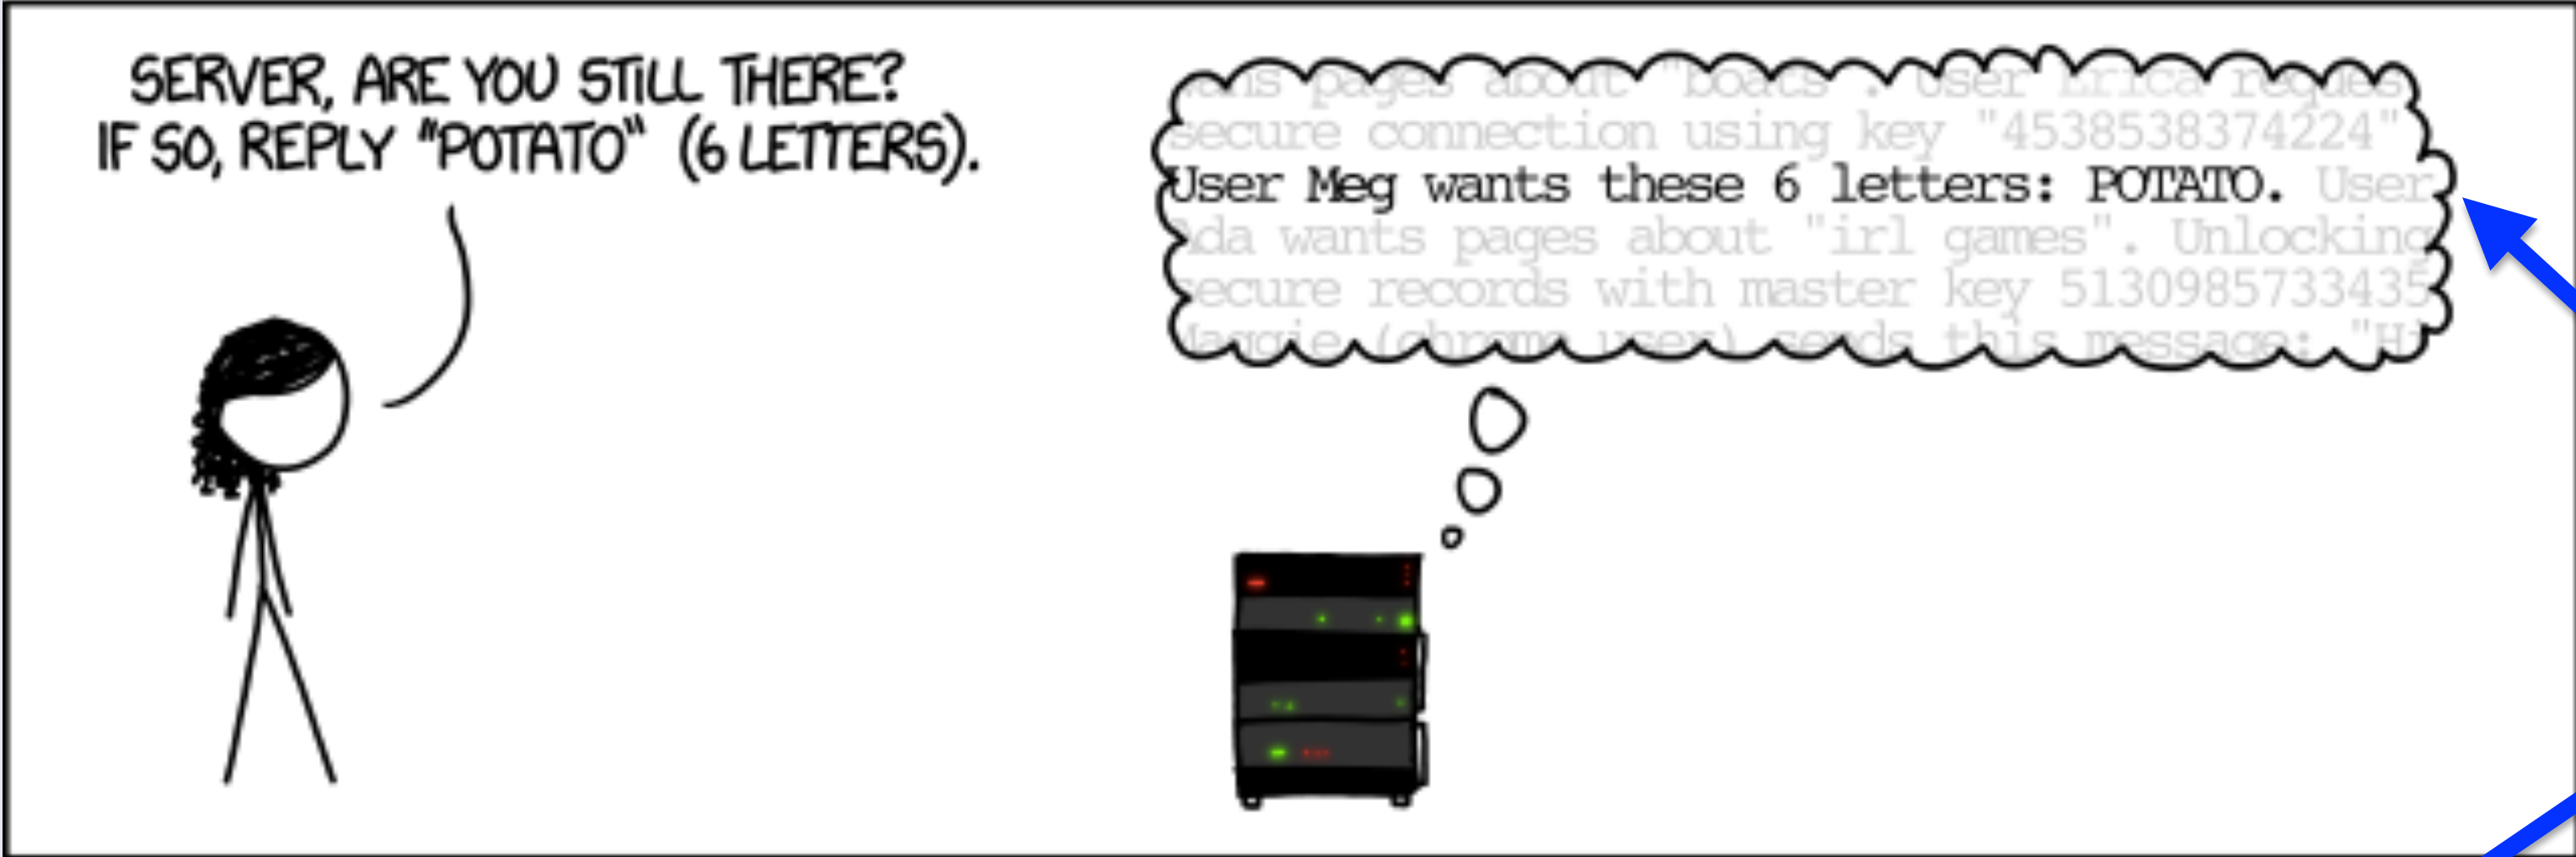 SERVER, ARE YOU STILL THERE?
IF SO, REPLY "POTATO" (6 LETTERS).
pages about "boats". User Erica reques
secure connection using key "4538538374224"
User Meg wants these 6 letters: POTATO. User
Ada wants pages about "irl games". Unlocking
secure records with master key 5130985733435
Maggie (chrome user) sends this message: "Hi